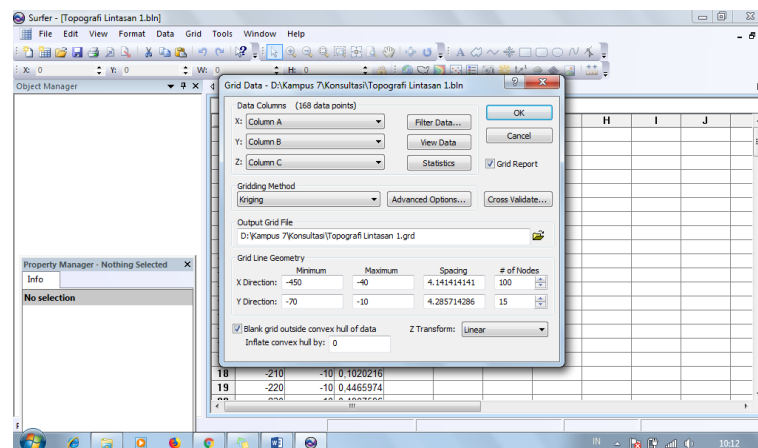 Surfer - [Topografi Lintasan 1.bln]
File Edit View Format Data Grid Tools Window Help
X: 0 Y: 0 W: 0 H: 0
Object Manager
Grid Data - D:\Kampus 7\Konsultasi\Topografi Lintasan 1.bln
Data Columns (168 data points)
X: Column A Filter Data... OK
Y: Column B View Data Cancel
Z: Column C Statistics Grid Report
Gridding Method
Kriging Advanced Options... Cross Validate...
Output Grid File
D:\Kampus 7\Konsultasi\Topografi Lintasan 1.grd
Grid Line Geometry
Minimum Maximum Spacing # of Nodes
X Direction: -450 -40 4.141414141 100
Y Direction: -70 -10 4.285714286 15
Blank grid outside convex hull of data Z Transform: Linear
Inflate convex hull by: 0
H I J
Property Manager - Nothing Selected
Info
No selection
18 -210 -10 0,1020216
19 -220 -10 0,4465974
IN 10:12